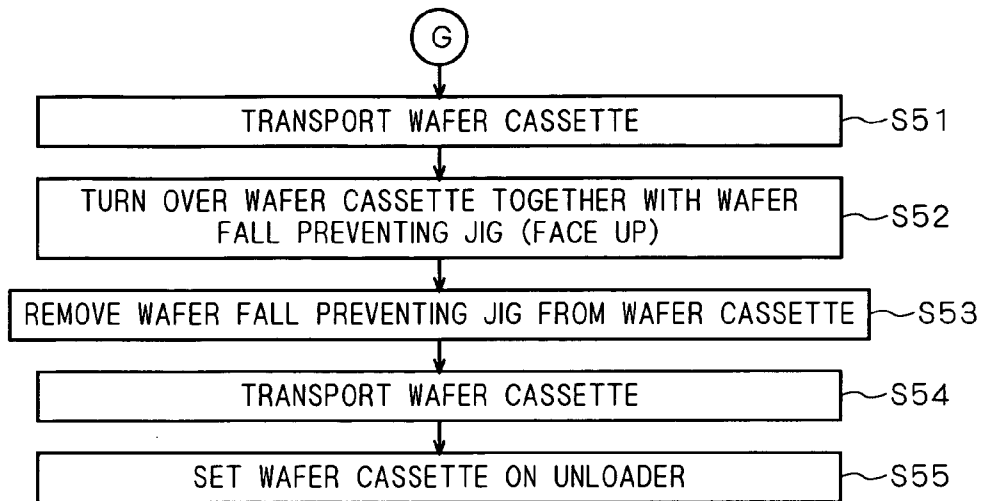 G
TRANSPORT WAFER CASSETTE
S51
TURN OVER WAFER CASSETTE TOGETHER WITH WAFER
FALL PREVENTING JIG (FACE UP)
S52
REMOVE WAFER FALL PREVENTING JIG FROM WAFER CASSETTE
S53
TRANSPORT WAFER CASSETTE
S54
SET WAFER CASSETTE ON UNLOADER
S55